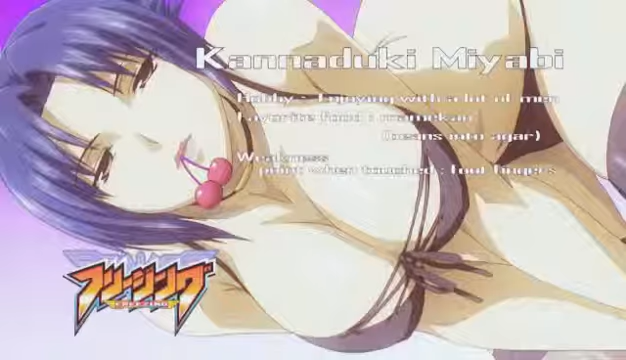 Kannaduki Miyabi
Hobby : Enjoying with a lot of men
Favorite food : mamekan
(beans into agar)
Weakness
point when touched : foul fingers
フリージング
FREEZING